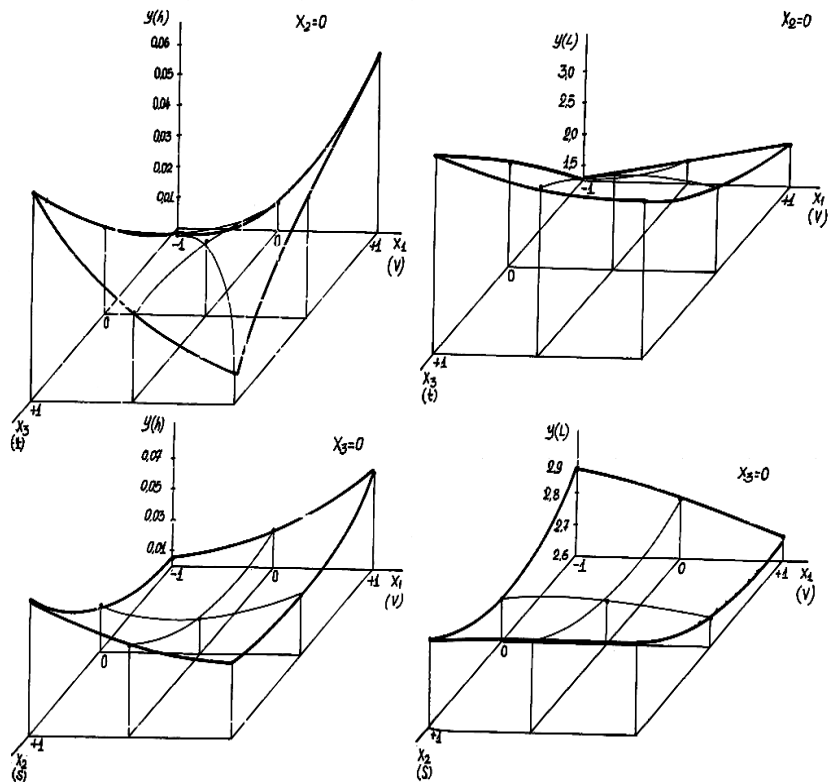 y(h)
X₂=0
0,06
0,05
0,04
0,03
0,02
0,01
-1
0
+1
X₁
(V)
0
+1
X₃
(t)
y(L)
X₂=0
3,0
2,5
2,0
1,5
-1
+1
X₁
(V)
0
+1
X₃
(t)
y(h)
X₃=0
0,07
0,05
0,03
0,01
-1
0
+1
X₁
(V)
0
+1
X₂
(S)
y(L)
X₃=0
2,9
2,8
2,7
2,6
-1
0
+1
X₁
(V)
0
+1
X₂
(S)